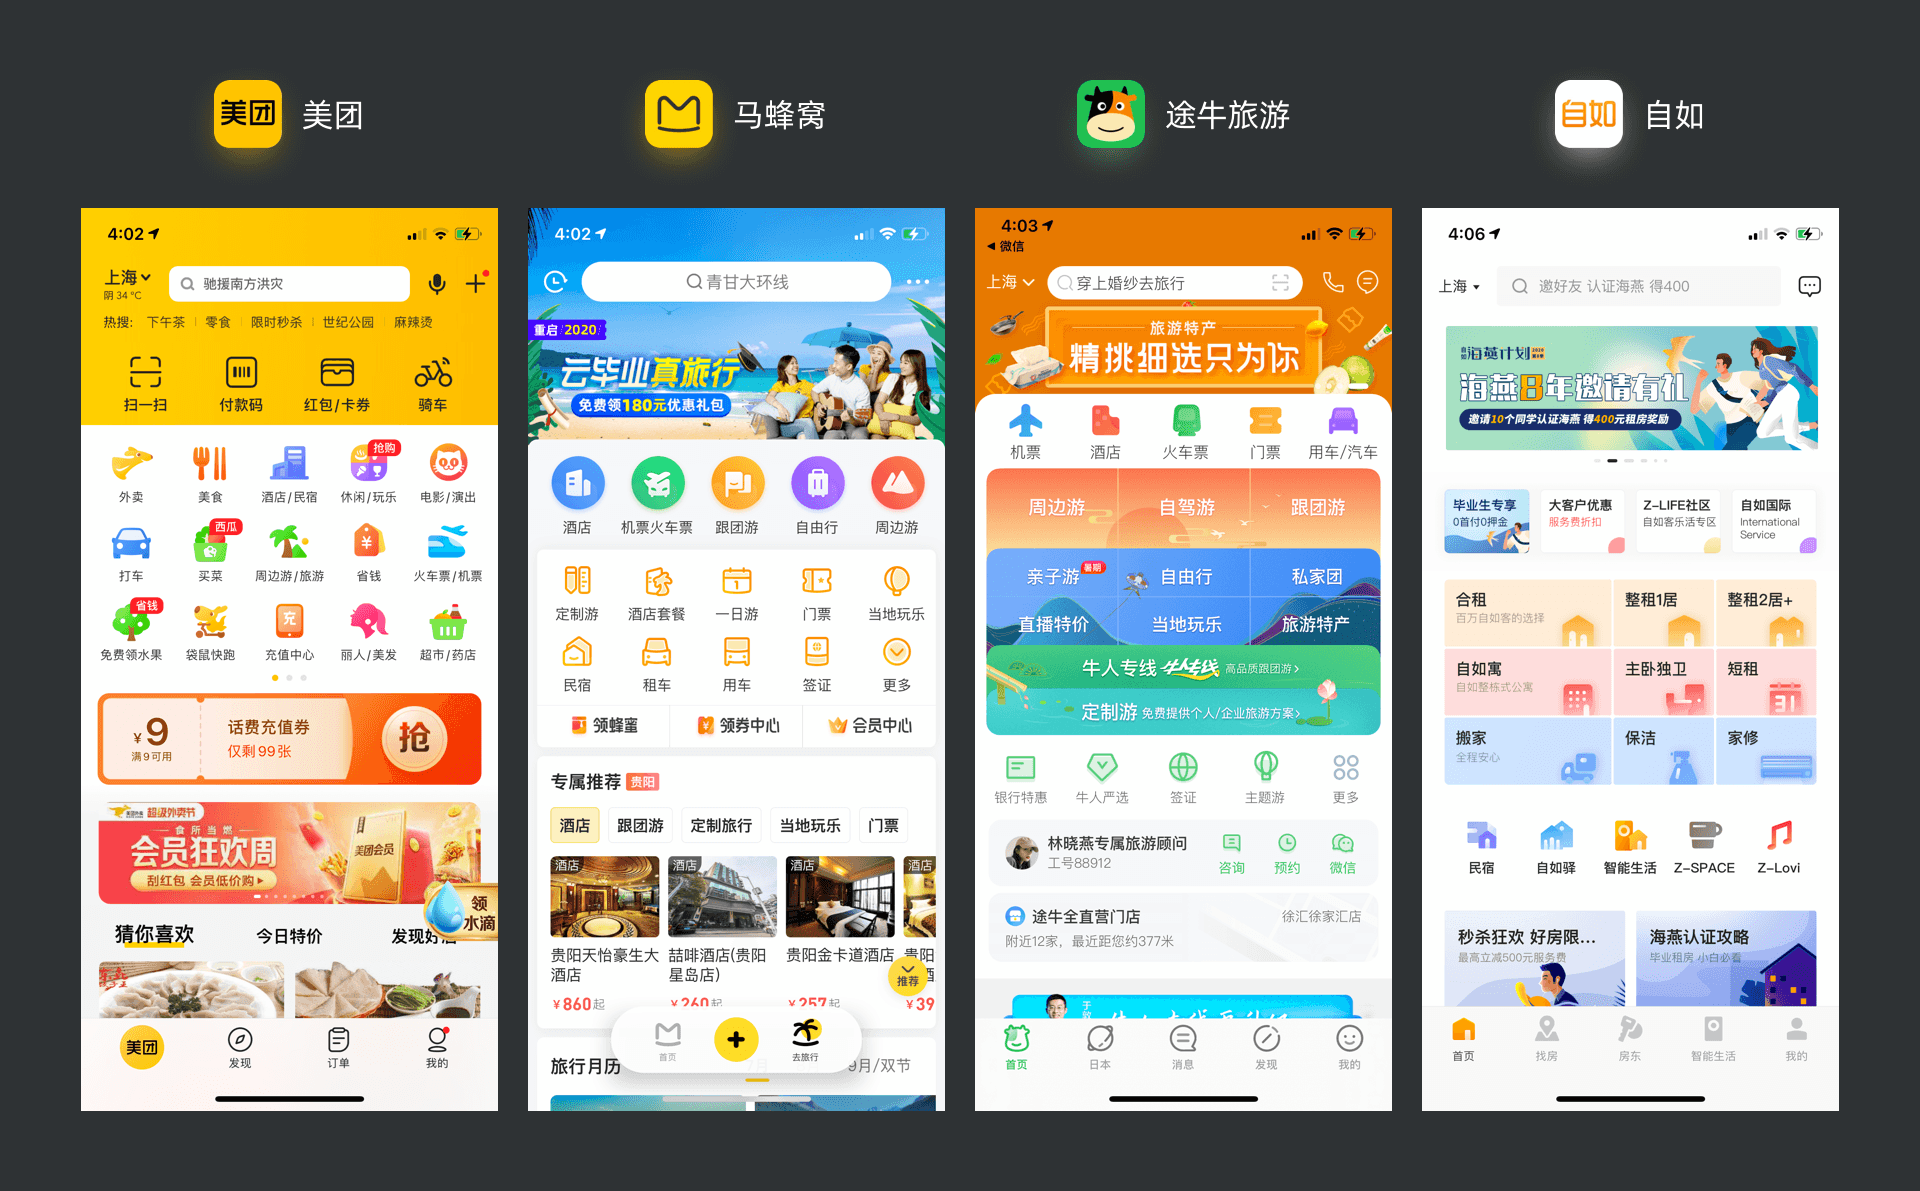 美团 美团
马蜂窝
途牛旅游
自如 自如
4:02
上海
阴 34°C
驰援南方洪灾
热搜: 下午茶 零食 限时秒杀 世纪公园 麻辣烫
扫一扫 付款码 红包/卡券 骑车
抢购
外卖 美食 酒店/民宿 休闲/玩乐 电影/演出
西瓜
打车 买菜 周边游/旅游 省钱 火车票/机票
省钱
充
免费领水果 袋鼠快跑 充值中心 丽人/美发 超市/药店
¥9
满9可用
话费充值券
仅剩99张
抢
美团外卖 超级外卖节
食所当燃
会员狂欢周
刮红包 会员低价购
美团会员
领
水滴
猜你喜欢 今日特价 发现好店
美团 发现 订单 我的
4:02
青甘大环线
重启 2020
云毕业真旅行
免费领180元优惠礼包
酒店 机票火车票 跟团游 自由行 周边游
定制游 酒店套餐 一日游 门票 当地玩乐
民宿 租车 用车 签证 更多
领蜂蜜 领券中心 会员中心
专属推荐 贵阳
酒店 跟团游 定制旅行 当地玩乐 门票
酒店 酒店 酒店 酒
贵阳天怡豪生大酒店
喆啡酒店(贵阳星岛店)
贵阳金卡道酒店
贵阳
酒
推荐
¥860起 ¥260起 ¥257起 ¥39
首页 去旅行
旅行月历 7月 9月/双节
4:03
微信
上海
穿上婚纱去旅行
旅游特产
精挑细选只为你
机票 酒店 火车票 门票 用车/汽车
周边游 自驾游 跟团游
亲子游 暑期 自由行 私家团
直播特价 当地玩乐 旅游特产
牛人专线 牛人专线 高品质跟团游>
定制游 免费提供个人/企业旅游方案>
银行特惠 牛人严选 签证 主题游 更多
林晓燕专属旅游顾问
工号88912
咨询 预约 微信
途牛全直营门店 徐汇徐家汇店
附近12家，最近距您约377米
首页 日本 消息 发现 我的
4:06
上海
邀好友 认证海燕 得400
自如 海燕计划
海燕8年邀请有礼
邀请10个同学认证海燕 得400元租房奖励
毕业生专享
0首付0押金
大客户优惠
服务费折扣
Z-LIFE社区
自如客乐活专区
自如国际
International
Service
合租
百万自如客的选择
整租1居
整租2居+
自如寓
自如整栋式公寓
主卧独卫
短租
31
搬家
全程安心
保洁
家修
民宿 自如驿 智能生活 Z-SPACE Z-Lovi
秒杀狂欢 好房限...
最高立减500元服务费
海燕认证攻略
毕业租房 小白必看
首页 找房 房东 智能生活 我的